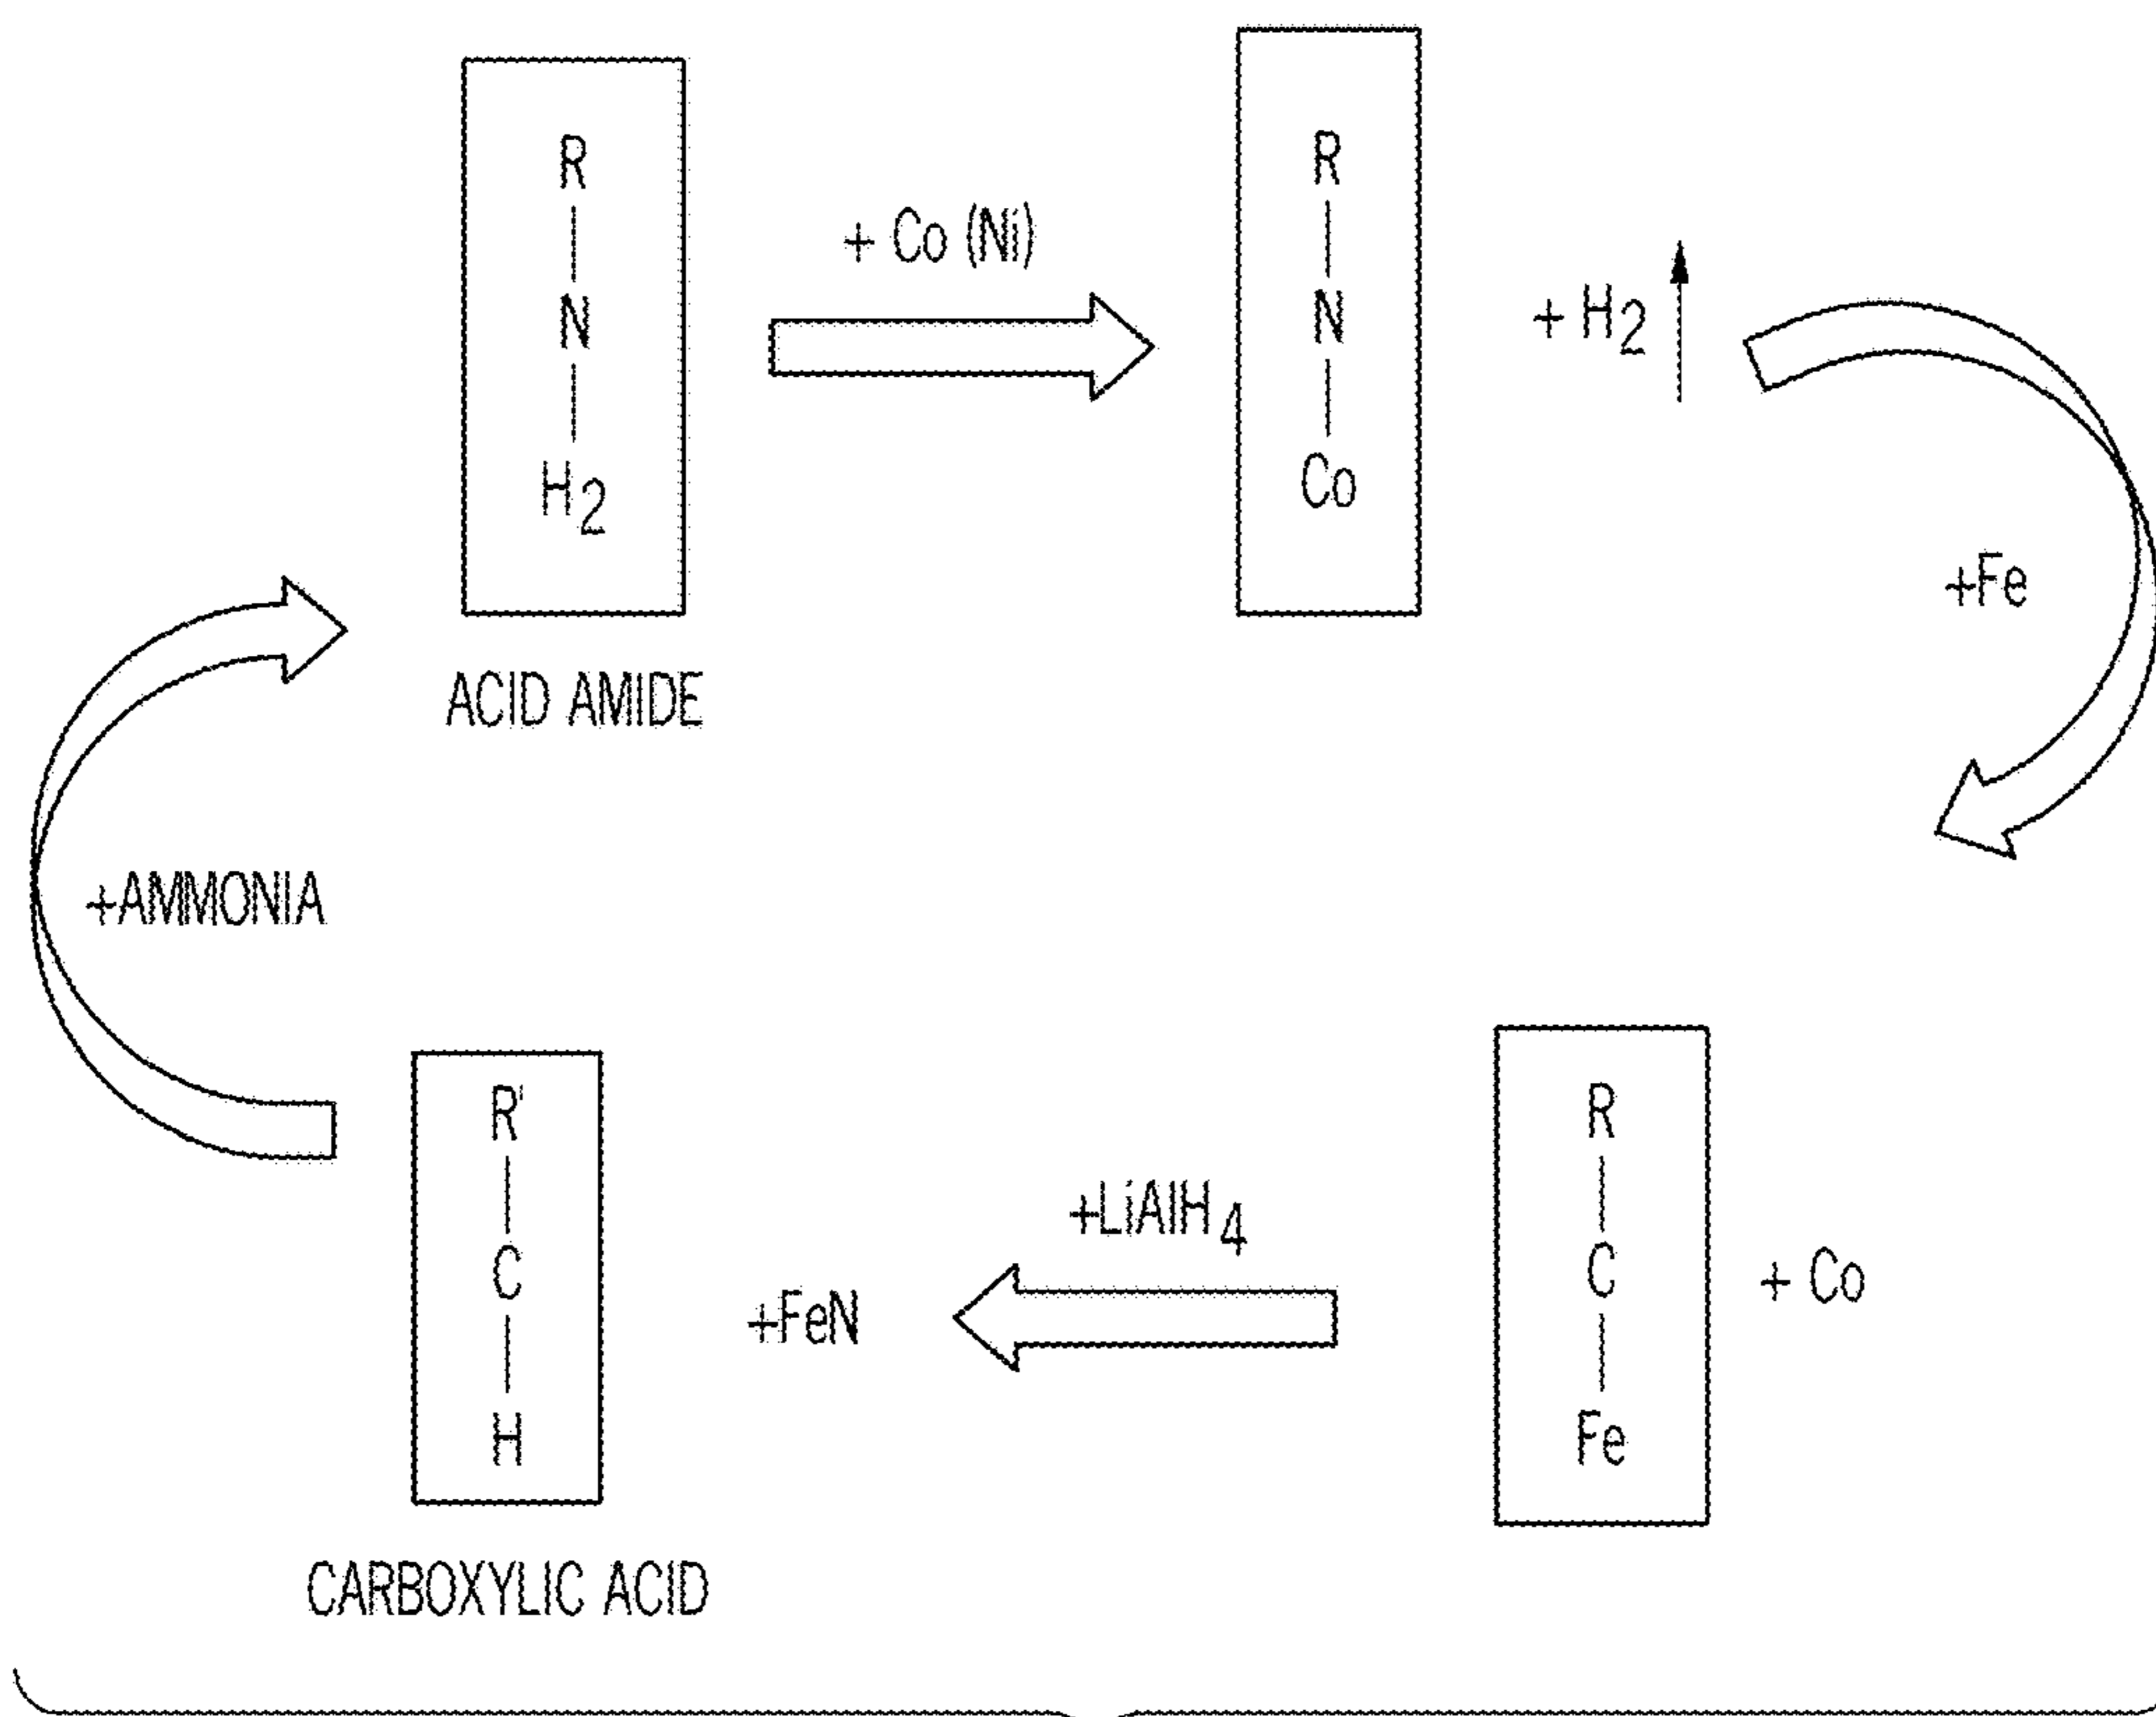 R
N
H2
ACID AMIDE
+ Co (Ni)
R
N
Co
+ H2
+Fe
R
C
Fe
+ Co
+LiAlH4
+FeN
R'
C
H
CARBOXYLIC ACID
+AMMONIA